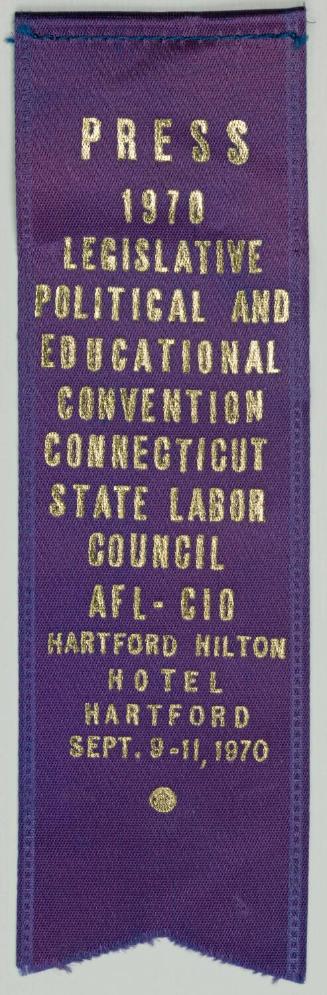 PRESS
1970
LEGISLATIVE
POLITICAL AND
EDUCATIONAL
CONVENTION
CONNECTICUT
STATE LABOR
COUNCIL
AFL-CIO
HARTFORD HILTON
HOTEL
HARTFORD
SEPT. 9-11, 1970